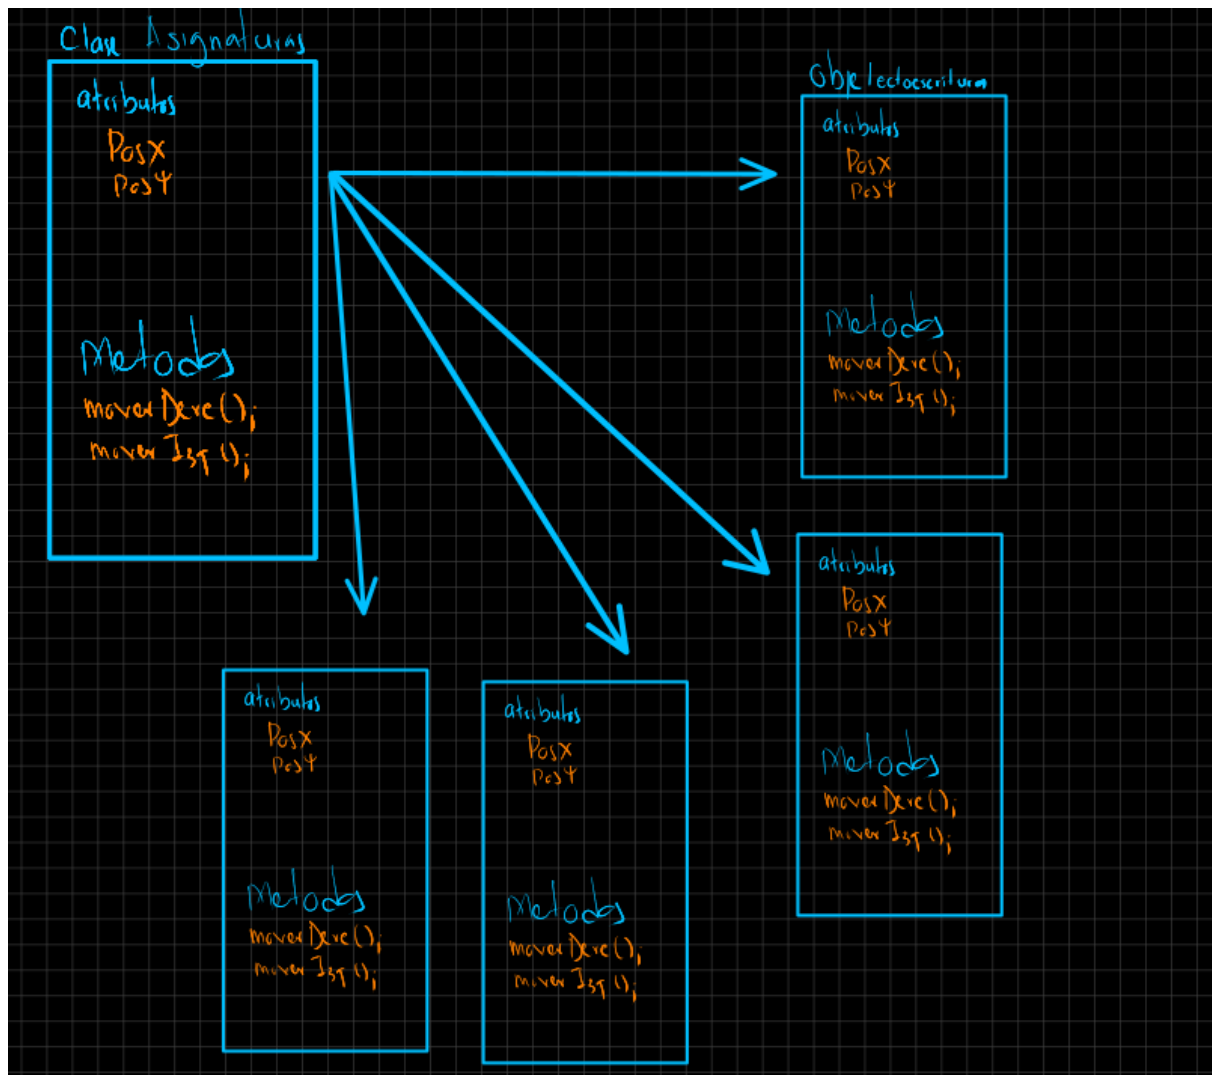 Clase Asignaturas
atributos
PosX
PosY
Metodos
moverDere();
moverIzq();
Obje lectoescritura
atributos
PosX
PosY
Metodos
moverDere();
moverIzq();
atributos
PosX
PosY
Metodos
moverDere();
moverIzq();
atributos
PosX
PosY
Metodos
moverDere();
moverIzq();
atributos
PosX
PosY
Metodos
moverDere();
moverIzq();